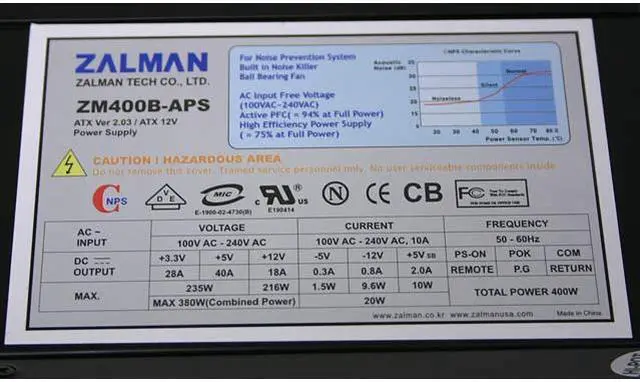 ZALMAN
ZALMAN TECH CO., LTD.
ZM400B-APS
ATX Ver 2.03 / ATX 12V
Power Supply
For Noise Prevention System
Built in Noise Killer
Ball Bearing Fan
AC Input Free Voltage
(100VAC~240VAC)
Active PFC( = 94% at Full Power)
High Efficiency Power Supply
( = 75% at Full Power)
NPS Characteristic Curve
Acoustic
Noise (dB)
Noiseless
Silent
Normal
20 30 40 50 60 70 80
Power Sensor Temp.(℃)
CAUTION ! HAZARDOUS AREA
Do not remove this cover. Trained service personnel only. No user serviceable components inside
NPS
VDE
MIC
E-1900-02-4730(B)
c RU us
E190414
N
CE
CB
FC
AC ~
INPUT
VOLTAGE CURRENT FREQUENCY
100V AC - 240V AC 100V AC - 240V AC, 10A 50 - 60Hz
DC
OUTPUT
+3.3V +5V +12V -5V -12V +5V SB PS-ON POK COM
28A 40A 18A 0.3A 0.8A 2.0A REMOTE P.G RETURN
MAX. 235W 216W 1.5W 9.6W 10W TOTAL POWER 400W
MAX 380W(Combined Power) 20W
www.zalman.co.kr www.zalmanusa.com Made in China